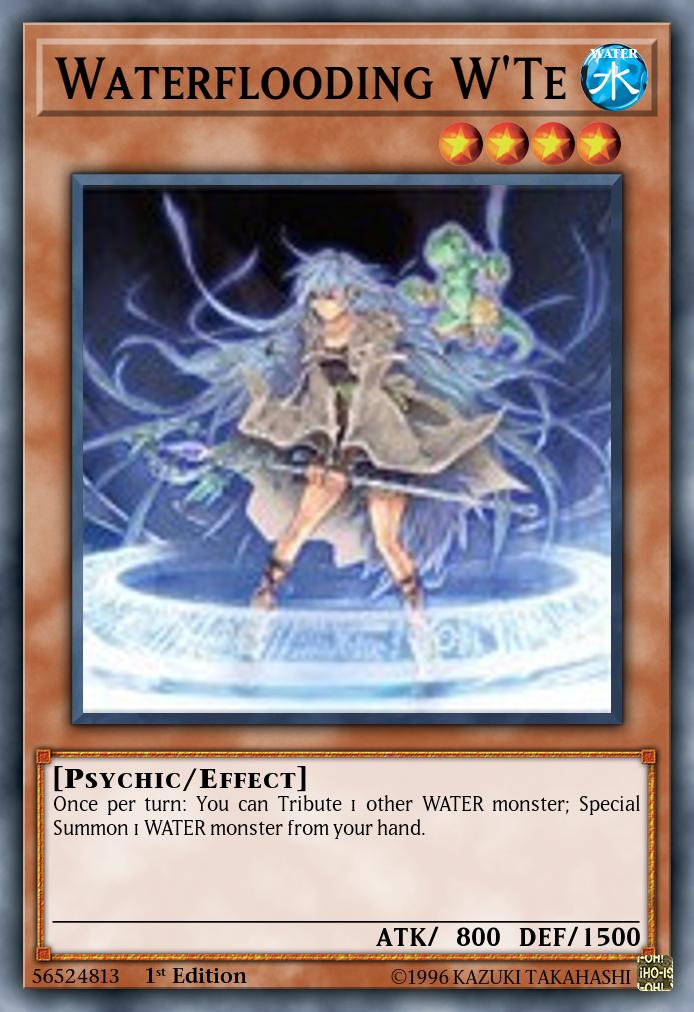 Waterflooding W'Te
WATER
水
[Psychic/Effect]
Once per turn: You can Tribute 1 other WATER monster; Special
Summon 1 WATER monster from your hand.
ATK/ 800 DEF/1500
56524813 1st Edition ©1996 KAZUKI TAKAHASHI